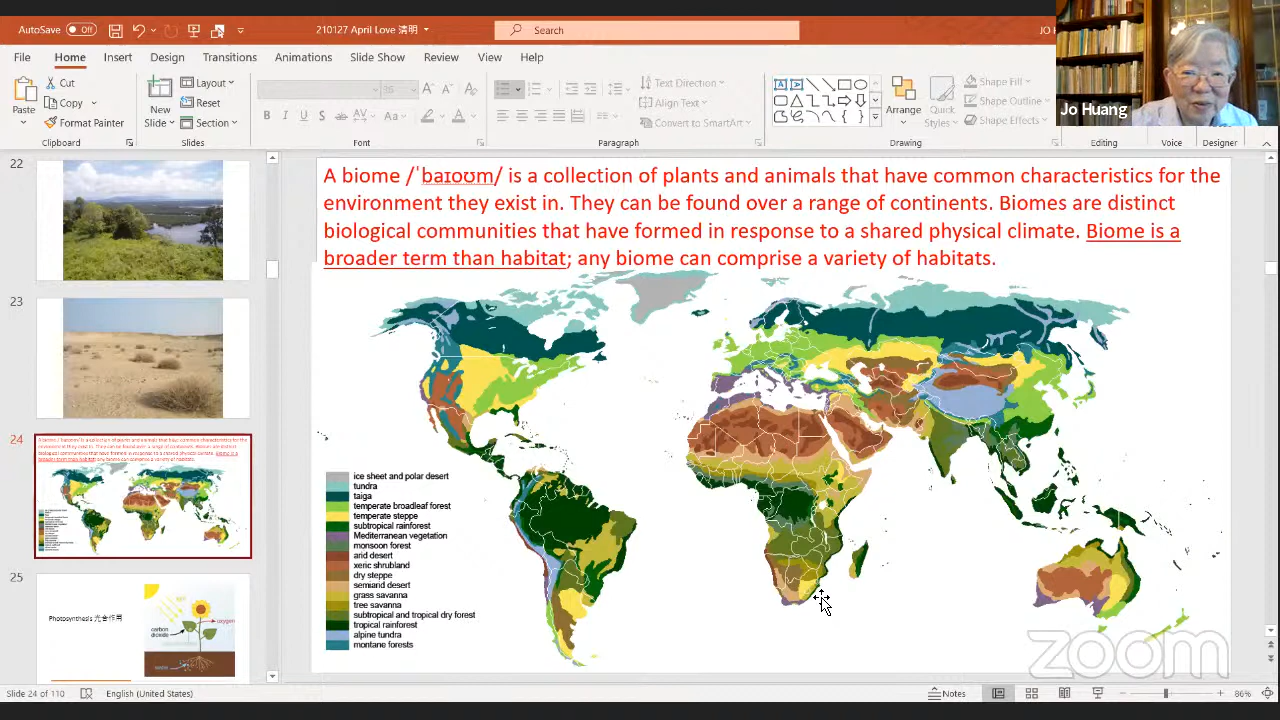 AutoSave Off
210127 April Love 清明
Search
JO
File Home Insert Design Transitions Animations Slide Show Review View Help
Paste
Cut
Copy
Format Painter
Clipboard
New Slide
Layout
Reset
Section
Slides
Font
Text Direction
Align Text
Convert to SmartArt
Paragraph
Arrange
Quick Styles
Shape Fill
Shape Outline
Shape Effects
Editing
Voice
Designer
Jo Huang
22
23
24
25
Photosynthesis 光合作用
carbon
dioxide
oxygen
A biome /ˈbaɪoʊm/ is a collection of plants and animals that have common characteristics for the
environment they exist in. They can be found over a range of continents. Biomes are distinct
biological communities that have formed in response to a shared physical climate. Biome is a
broader term than habitat; any biome can comprise a variety of habitats.
ice sheet and polar desert
tundra
taiga
temperate broadleaf forest
temperate steppe
subtropical rainforest
Mediterranean vegetation
monsoon forest
arid desert
xeric shrubland
dry steppe
semiarid desert
grass savanna
tree savanna
subtropical and tropical dry forest
tropical rainforest
alpine tundra
montane forests
zoom
Slide 24 of 110
English (United States)
Notes
86%